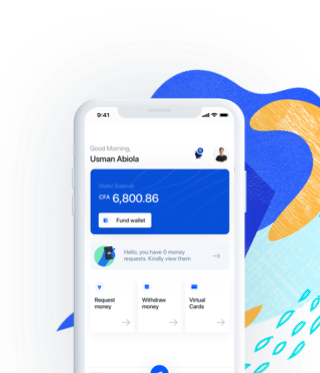 9:41
Good Morning,
Usman Abiola
Wallet Balance
CFA 6,800.86
Fund wallet
Hello, you have 0 money
requests. Kindly view them
Request
money
Withdraw
money
Virtual
Cards